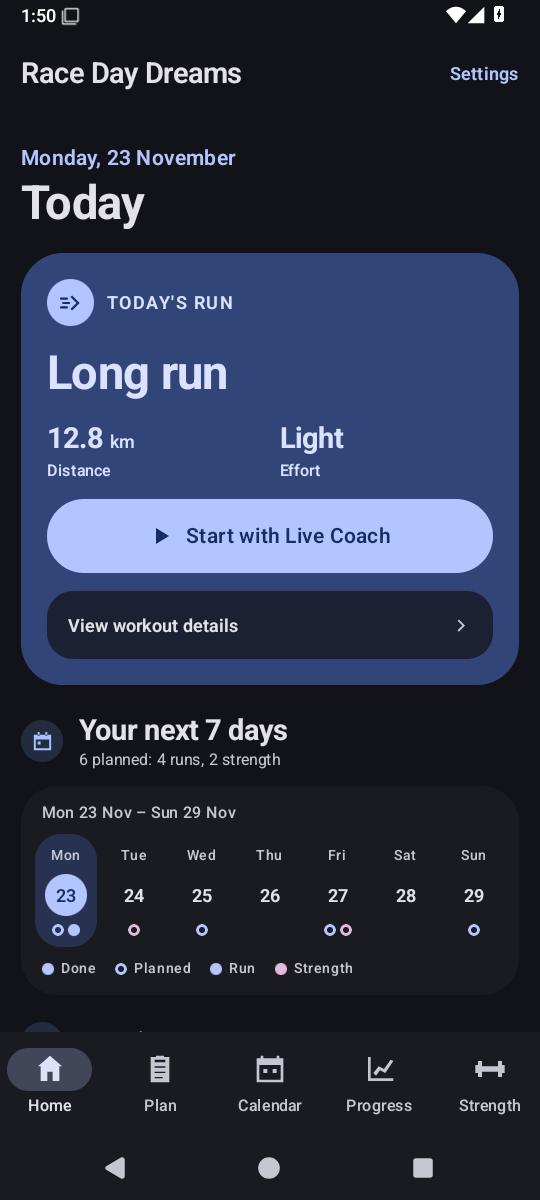 1:50
Race Day Dreams
Settings
Monday, 23 November
Today
TODAY'S RUN
Long run
12.8 km
Light
Distance
Effort
Start with Live Coach
View workout details
Your next 7 days
6 planned: 4 runs, 2 strength
Mon 23 Nov – Sun 29 Nov
Mon Tue Wed Thu Fri Sat Sun
23 24 25 26 27 28 29
Done Planned Run Strength
Home Plan Calendar Progress Strength